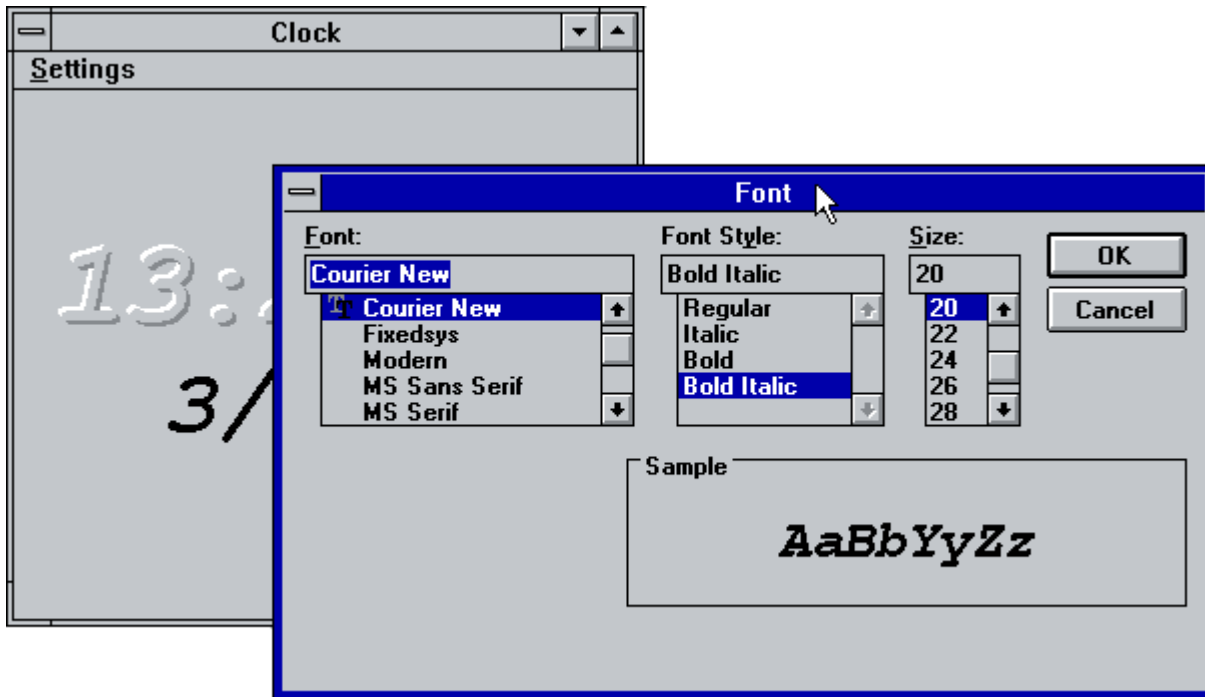 Clock
Settings
13:
3/
Font
Font:
Courier New
Courier New
Fixedsys
Modern
MS Sans Serif
MS Serif
Font Style:
Bold Italic
Regular
Italic
Bold
Bold Italic
Size:
20
20
22
24
26
28
OK
Cancel
Sample
AaBbYyZz